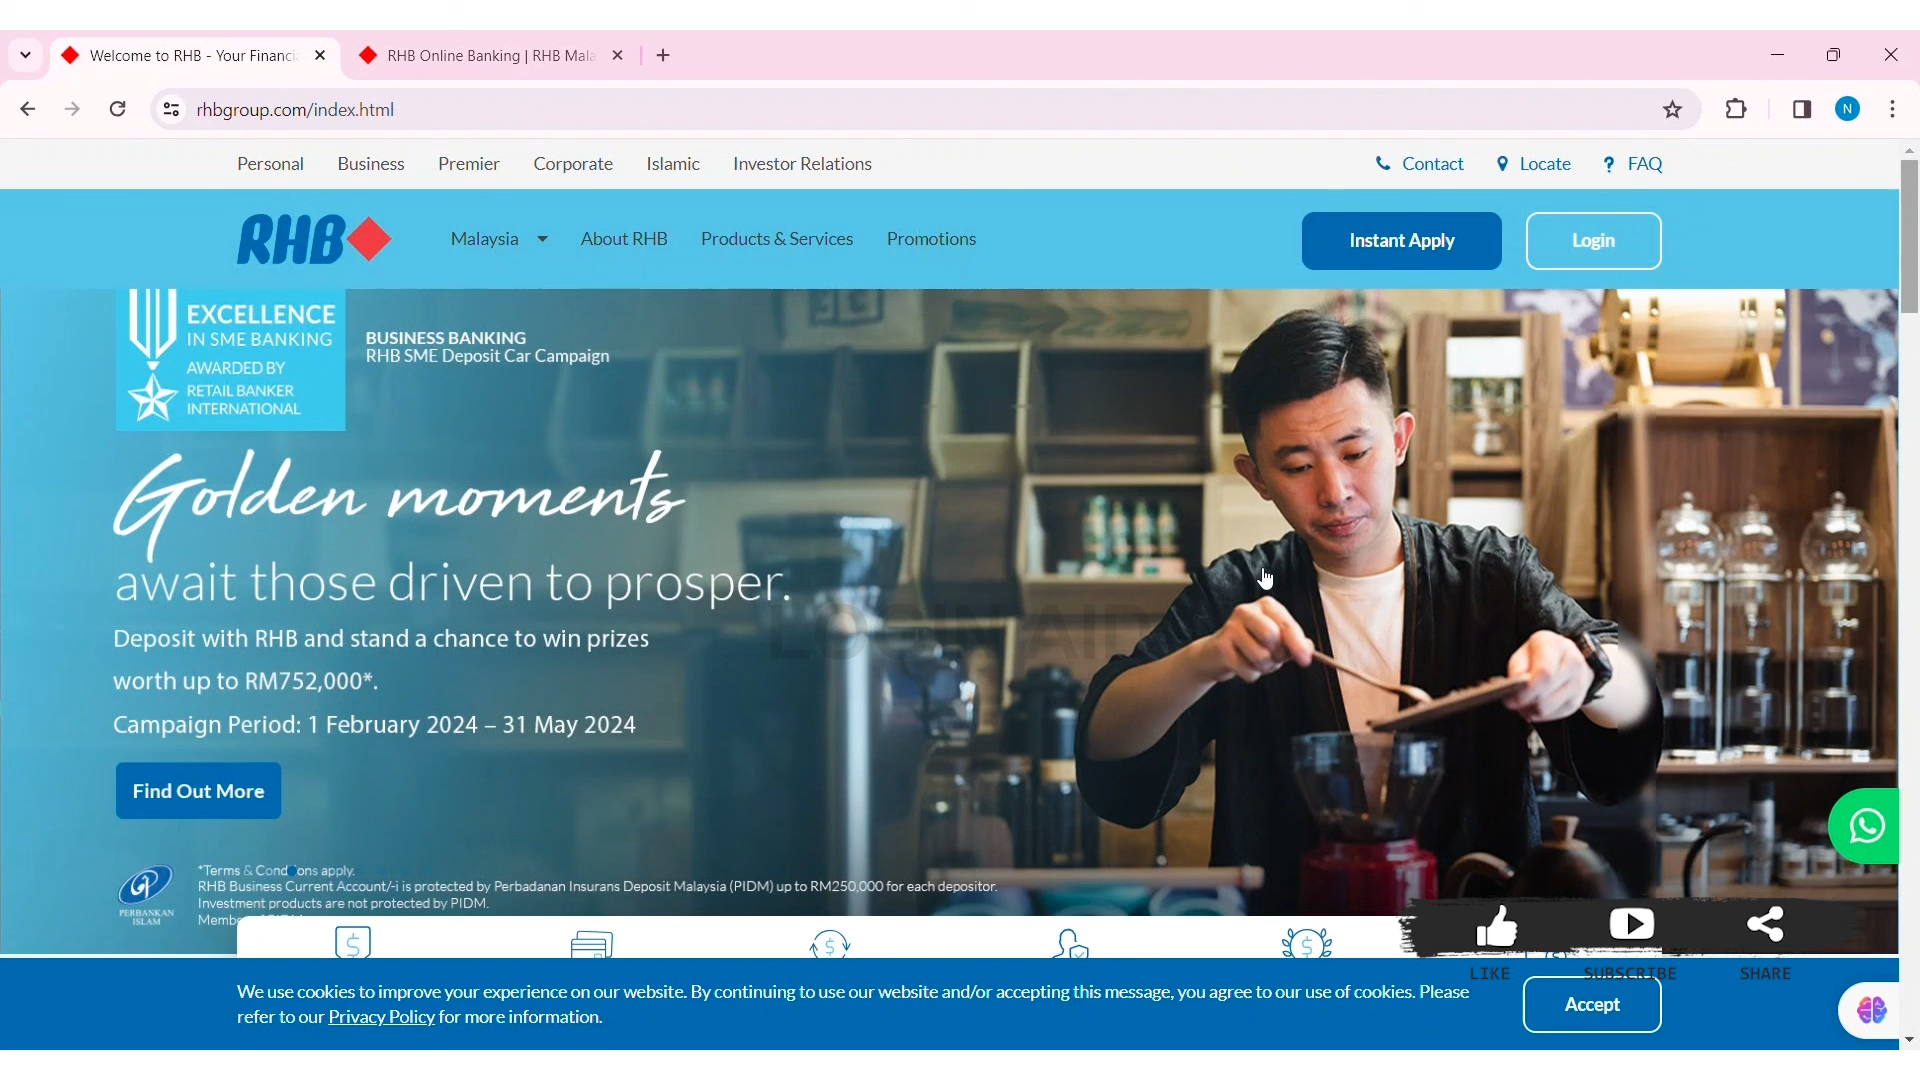 Welcome to RHB - Your Financi
RHB Online Banking | RHB Mala
rhbgroup.com/index.html
N
Personal Business Premier Corporate Islamic Investor Relations Contact Locate ? FAQ
RHB Malaysia About RHB Products & Services Promotions Instant Apply Login
EXCELLENCE
IN SME BANKING
AWARDED BY
RETAIL BANKER
INTERNATIONAL
BUSINESS BANKING
RHB SME Deposit Car Campaign
Golden moments
await those driven to prosper.
LOGIN AID
Deposit with RHB and stand a chance to win prizes
worth up to RM752,000*.
Campaign Period: 1 February 2024 – 31 May 2024
Find Out More
PERBANKAN
ISLAM
*Terms & Conditions apply.
RHB Business Current Account/-i is protected by Perbadanan Insurans Deposit Malaysia (PIDM) up to RM250,000 for each depositor.
Investment products are not protected by PIDM.
LIKE SUBSCRIBE SHARE
We use cookies to improve your experience on our website. By continuing to use our website and/or accepting this message, you agree to our use of cookies. Please
refer to our Privacy Policy for more information.
Accept